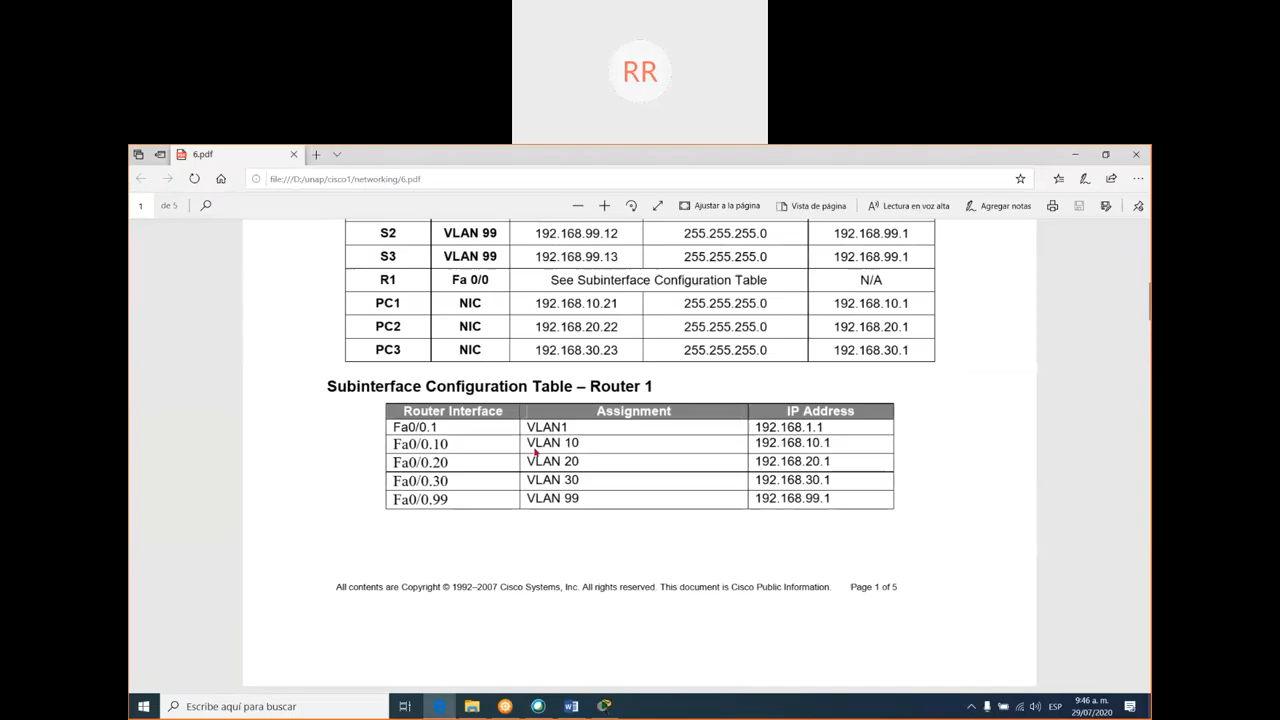 RR
6.pdf
file:///D:/unap/cisco1/networking/6.pdf
1 de 5 Ajustar a la página Vista de página Lectura en voz alta Agregar notas
S2 VLAN 99 192.168.99.12 255.255.255.0 192.168.99.1
S3 VLAN 99 192.168.99.13 255.255.255.0 192.168.99.1
R1 Fa 0/0 See Subinterface Configuration Table N/A
PC1 NIC 192.168.10.21 255.255.255.0 192.168.10.1
PC2 NIC 192.168.20.22 255.255.255.0 192.168.20.1
PC3 NIC 192.168.30.23 255.255.255.0 192.168.30.1
Subinterface Configuration Table – Router 1
Router Interface Assignment IP Address
Fa0/0.1 VLAN1 192.168.1.1
Fa0/0.10 VLAN 10 192.168.10.1
Fa0/0.20 VLAN 20 192.168.20.1
Fa0/0.30 VLAN 30 192.168.30.1
Fa0/0.99 VLAN 99 192.168.99.1
All contents are Copyright © 1992–2007 Cisco Systems, Inc. All rights reserved. This document is Cisco Public Information. Page 1 of 5
Escribe aquí para buscar
ESP
9:46 a. m.
29/07/2020